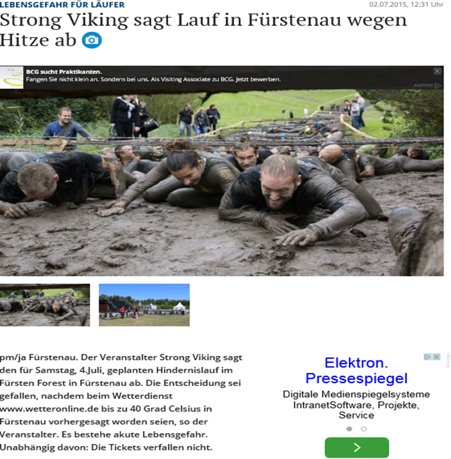 LEBENSGEFAHR FÜR LÄUFER
02.07.2015, 12:31 Uhr
Strong Viking sagt Lauf in Fürstenau wegen
Hitze ab
BCG sucht Praktikanten.
Fangen Sie nicht klein an. Sondern bei uns. Als Visiting Associate zu BCG. Jetzt bewerben.
pm/ja Fürstenau. Der Veranstalter Strong Viking sagt
den für Samstag, 4.Juli, geplanten Hindernislauf im
Fürsten Forest in Fürstenau ab. Die Entscheidung sei
gefallen, nachdem beim Wetterdienst
www.wetteronline.de bis zu 40 Grad Celsius in
Fürstenau vorhergesagt worden seien, so der
Veranstalter. Es bestehe akute Lebensgefahr.
Unabhängig davon: Die Tickets verfallen nicht.
Elektron.
Pressespiegel
Digitale Medienspiegelsysteme
IntranetSoftware, Projekte,
Service